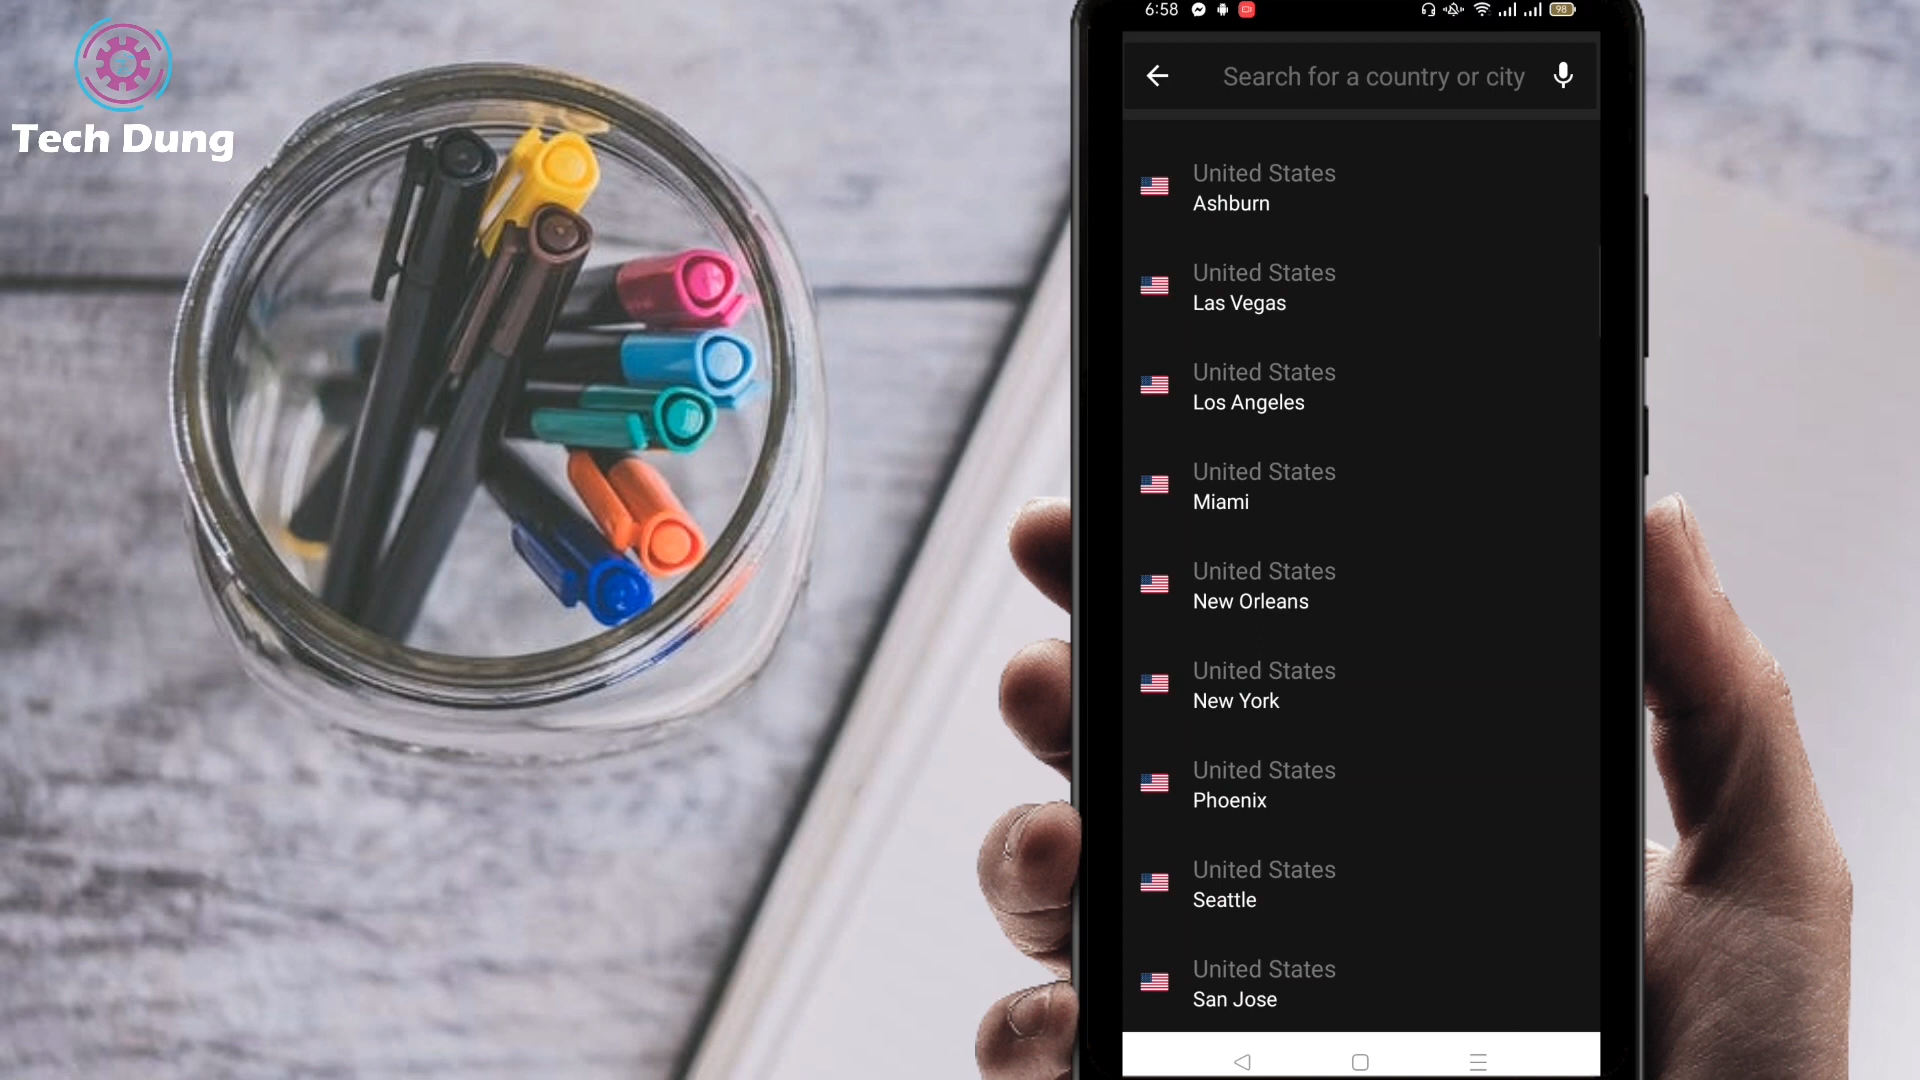 Tech Dung
6:58
98
Search for a country or city
United States
Ashburn
United States
Las Vegas
United States
Los Angeles
United States
Miami
United States
New Orleans
United States
New York
United States
Phoenix
United States
Seattle
United States
San Jose